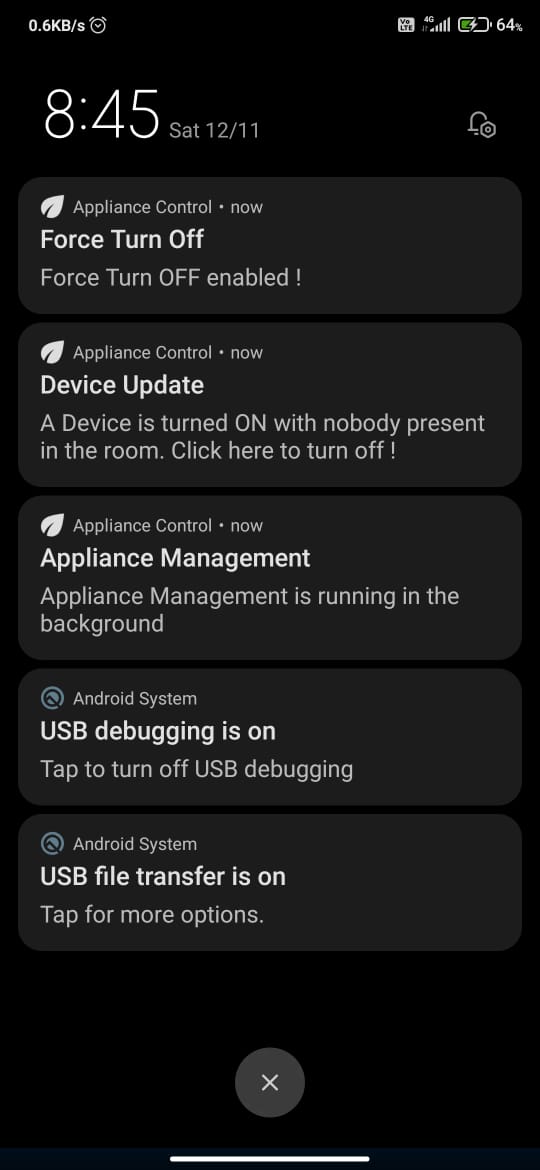 0.6KB/s Vo LTE 4G 64%
8:45 Sat 12/11
Appliance Control • now
Force Turn Off
Force Turn OFF enabled !
Appliance Control • now
Device Update
A Device is turned ON with nobody present
in the room. Click here to turn off !
Appliance Control • now
Appliance Management
Appliance Management is running in the
background
Android System
USB debugging is on
Tap to turn off USB debugging
Android System
USB file transfer is on
Tap for more options.